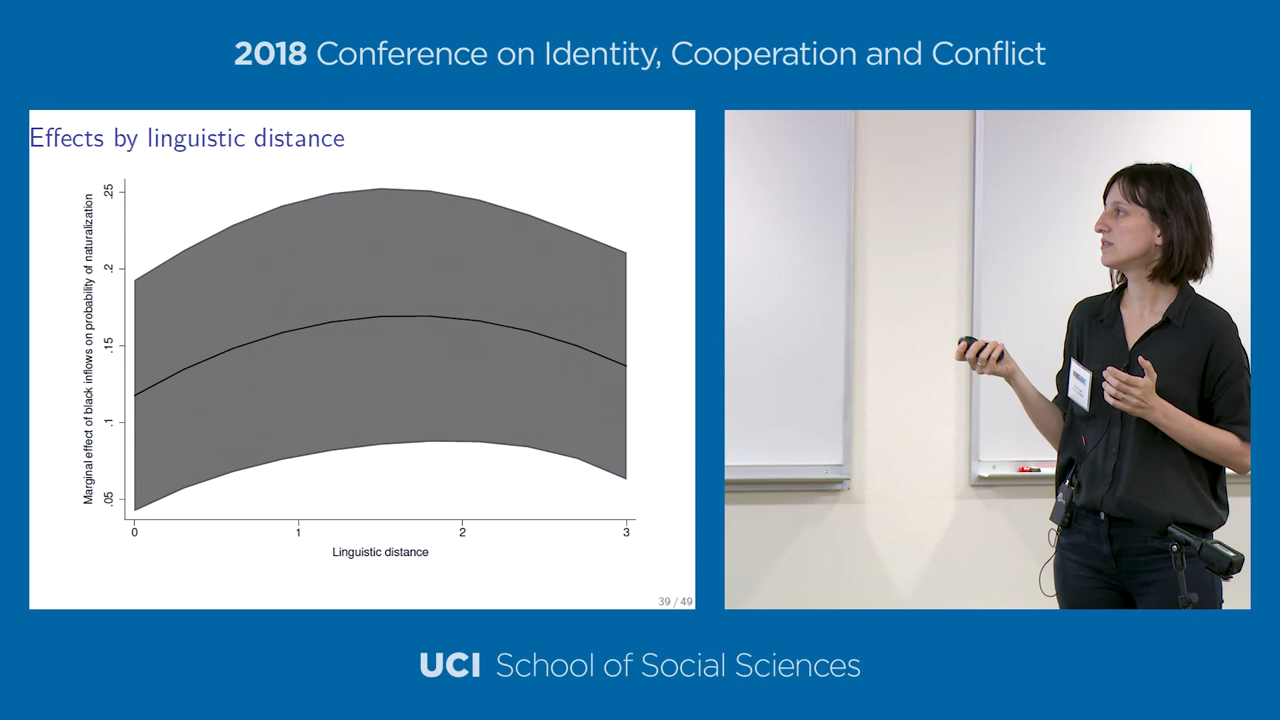 2018 Conference on Identity, Cooperation and Conflict
Effects by linguistic distance
Marginal effect of black inflows on probability of naturalization
.25
.2
.15
.1
.05
0 1 2 3
Linguistic distance
39 / 49
UCI School of Social Sciences